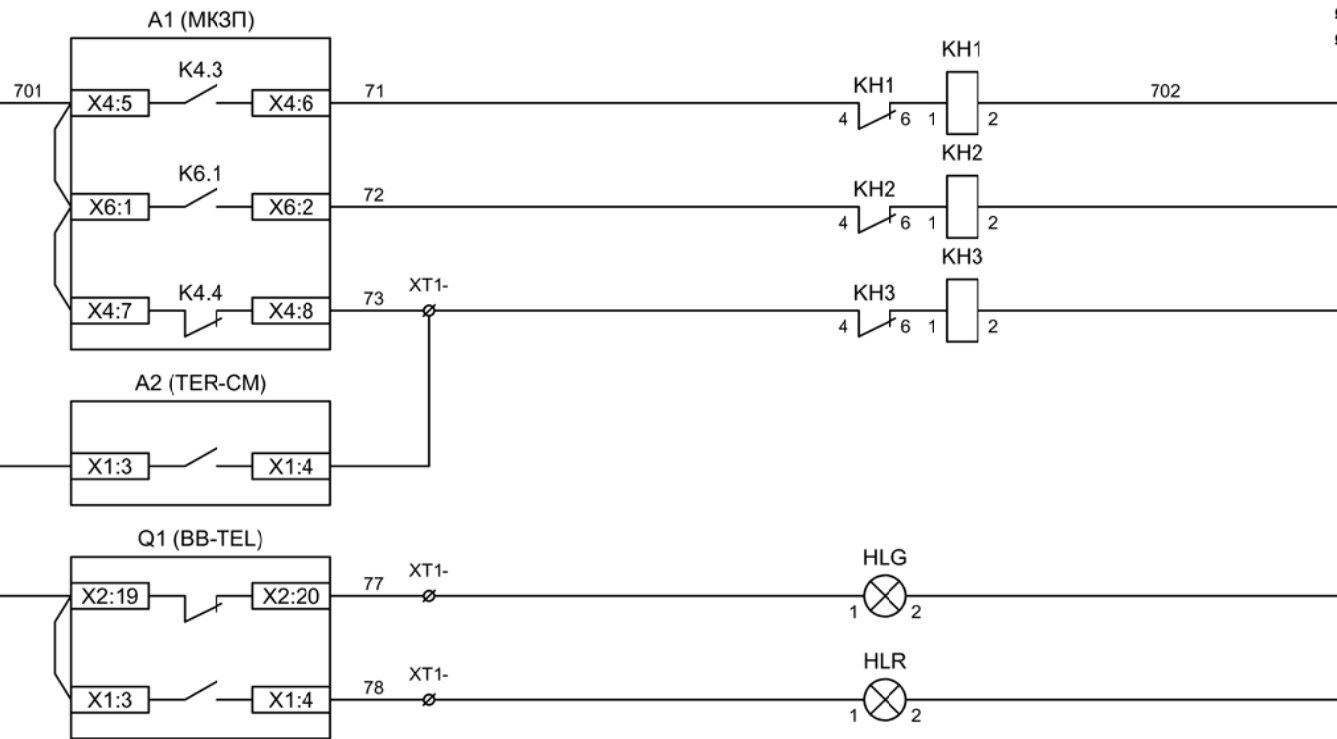 A1 (МКЗП)
K4.3
701
X4:5
X4:6
71
KH1
4
6
KH1
1
2
702
K6.1
X6:1
X6:2
72
KH2
4
6
KH2
1
2
K4.4
X4:7
X4:8
73
XT1-
KH3
4
6
KH3
1
2
A2 (TER-CM)
X1:3
X1:4
Q1 (BB-TEL)
X2:19
X2:20
77
XT1-
HLG
1
2
X1:3
X1:4
78
XT1-
HLR
1
2